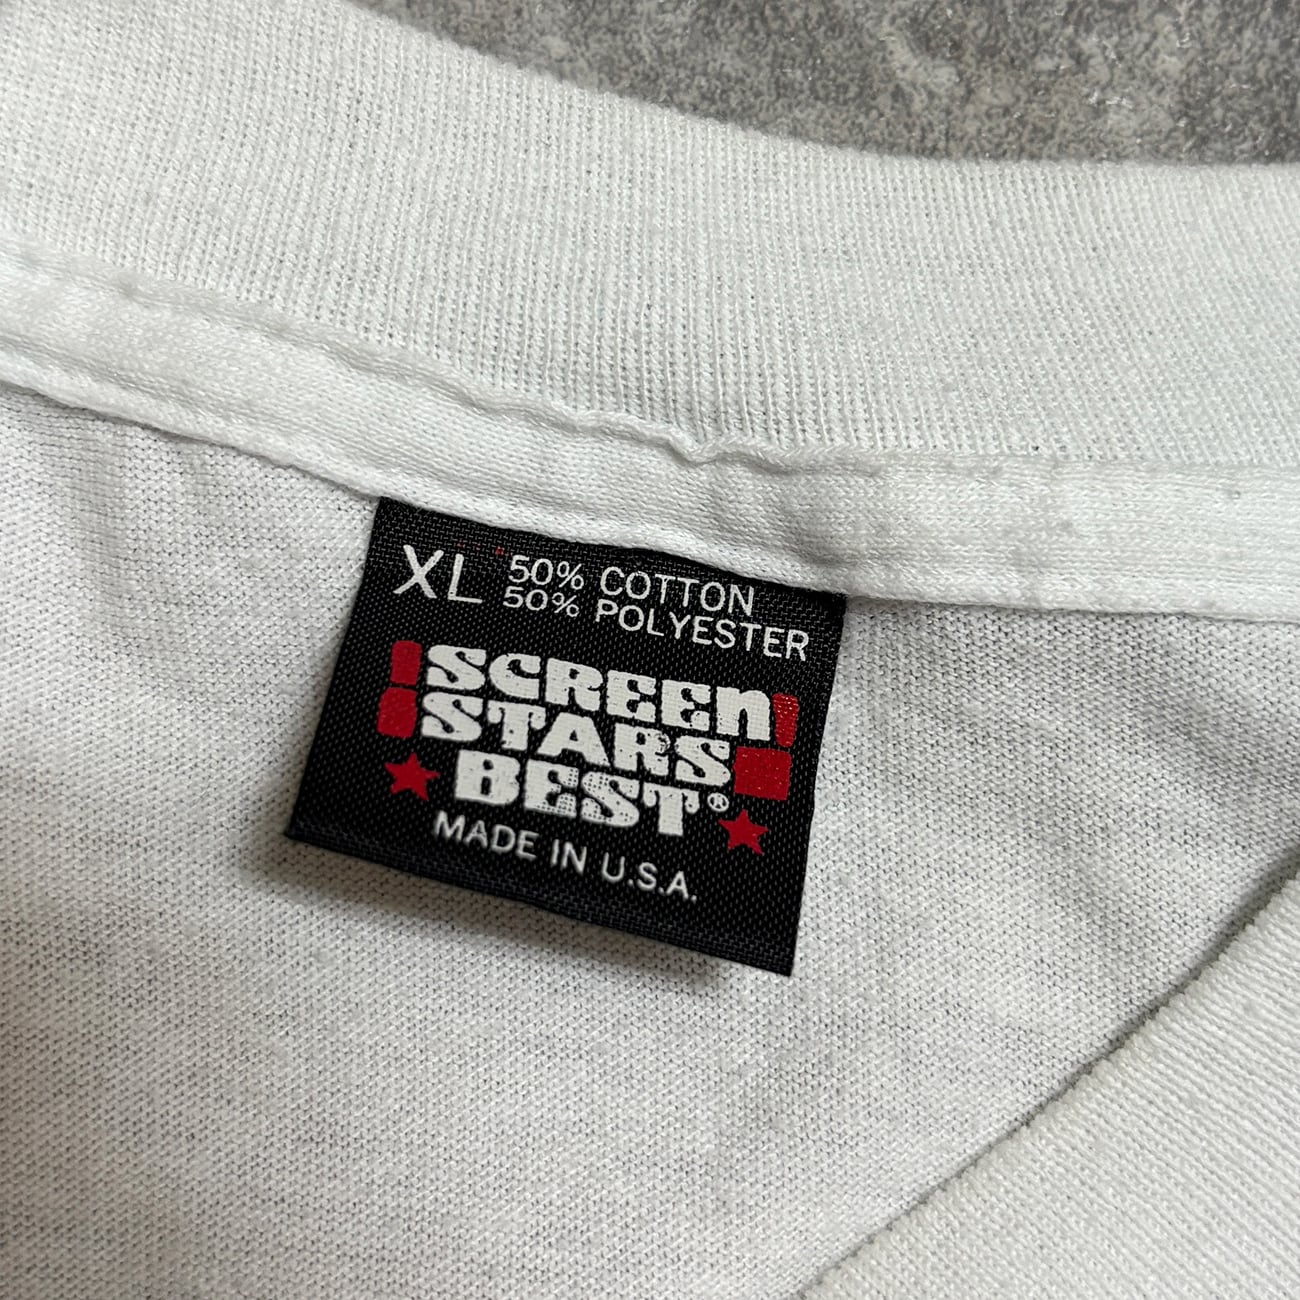 XL 50% COTTON
50% POLYESTER
SCREEN
STARS
BEST®
MADE IN U.S.A.